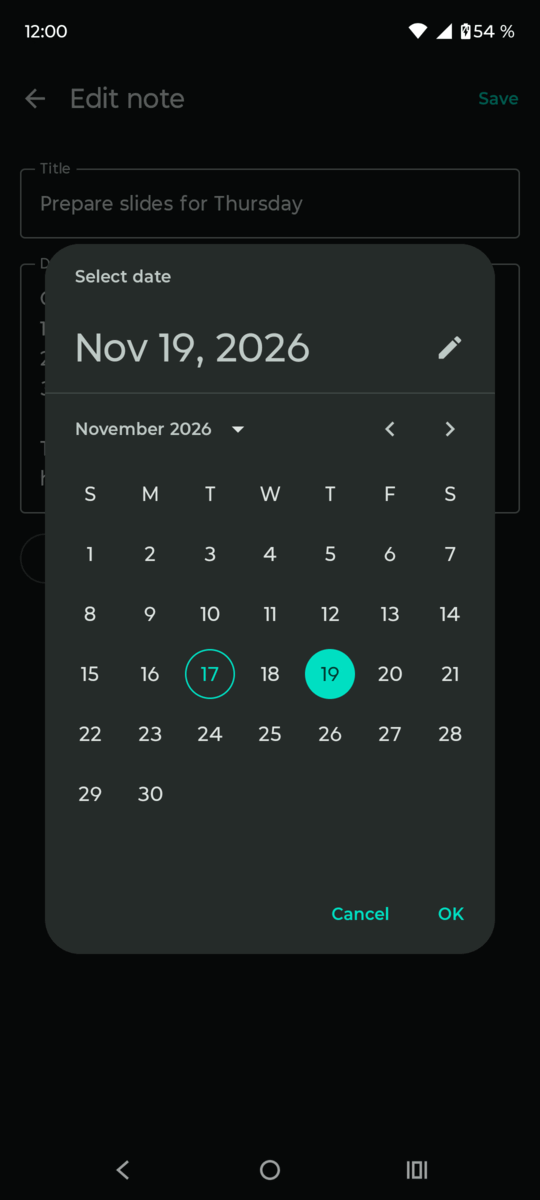 12:00
54 %
Edit note
Save
Title
Prepare slides for Thursday
Select date
Nov 19, 2026
November 2026
S M T W T F S
1 2 3 4 5 6 7
8 9 10 11 12 13 14
15 16 17 18 19 20 21
22 23 24 25 26 27 28
29 30
Cancel OK